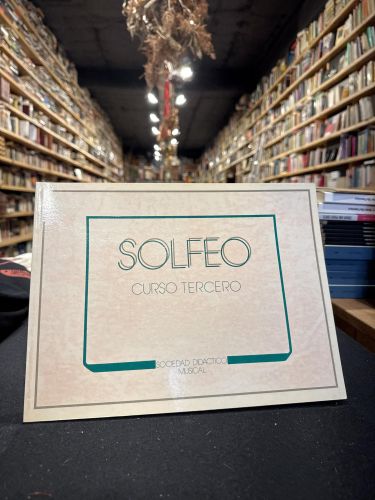 SOLFEO
CURSO TERCERO
SOCIEDAD DIDACTICO
MUSICAL